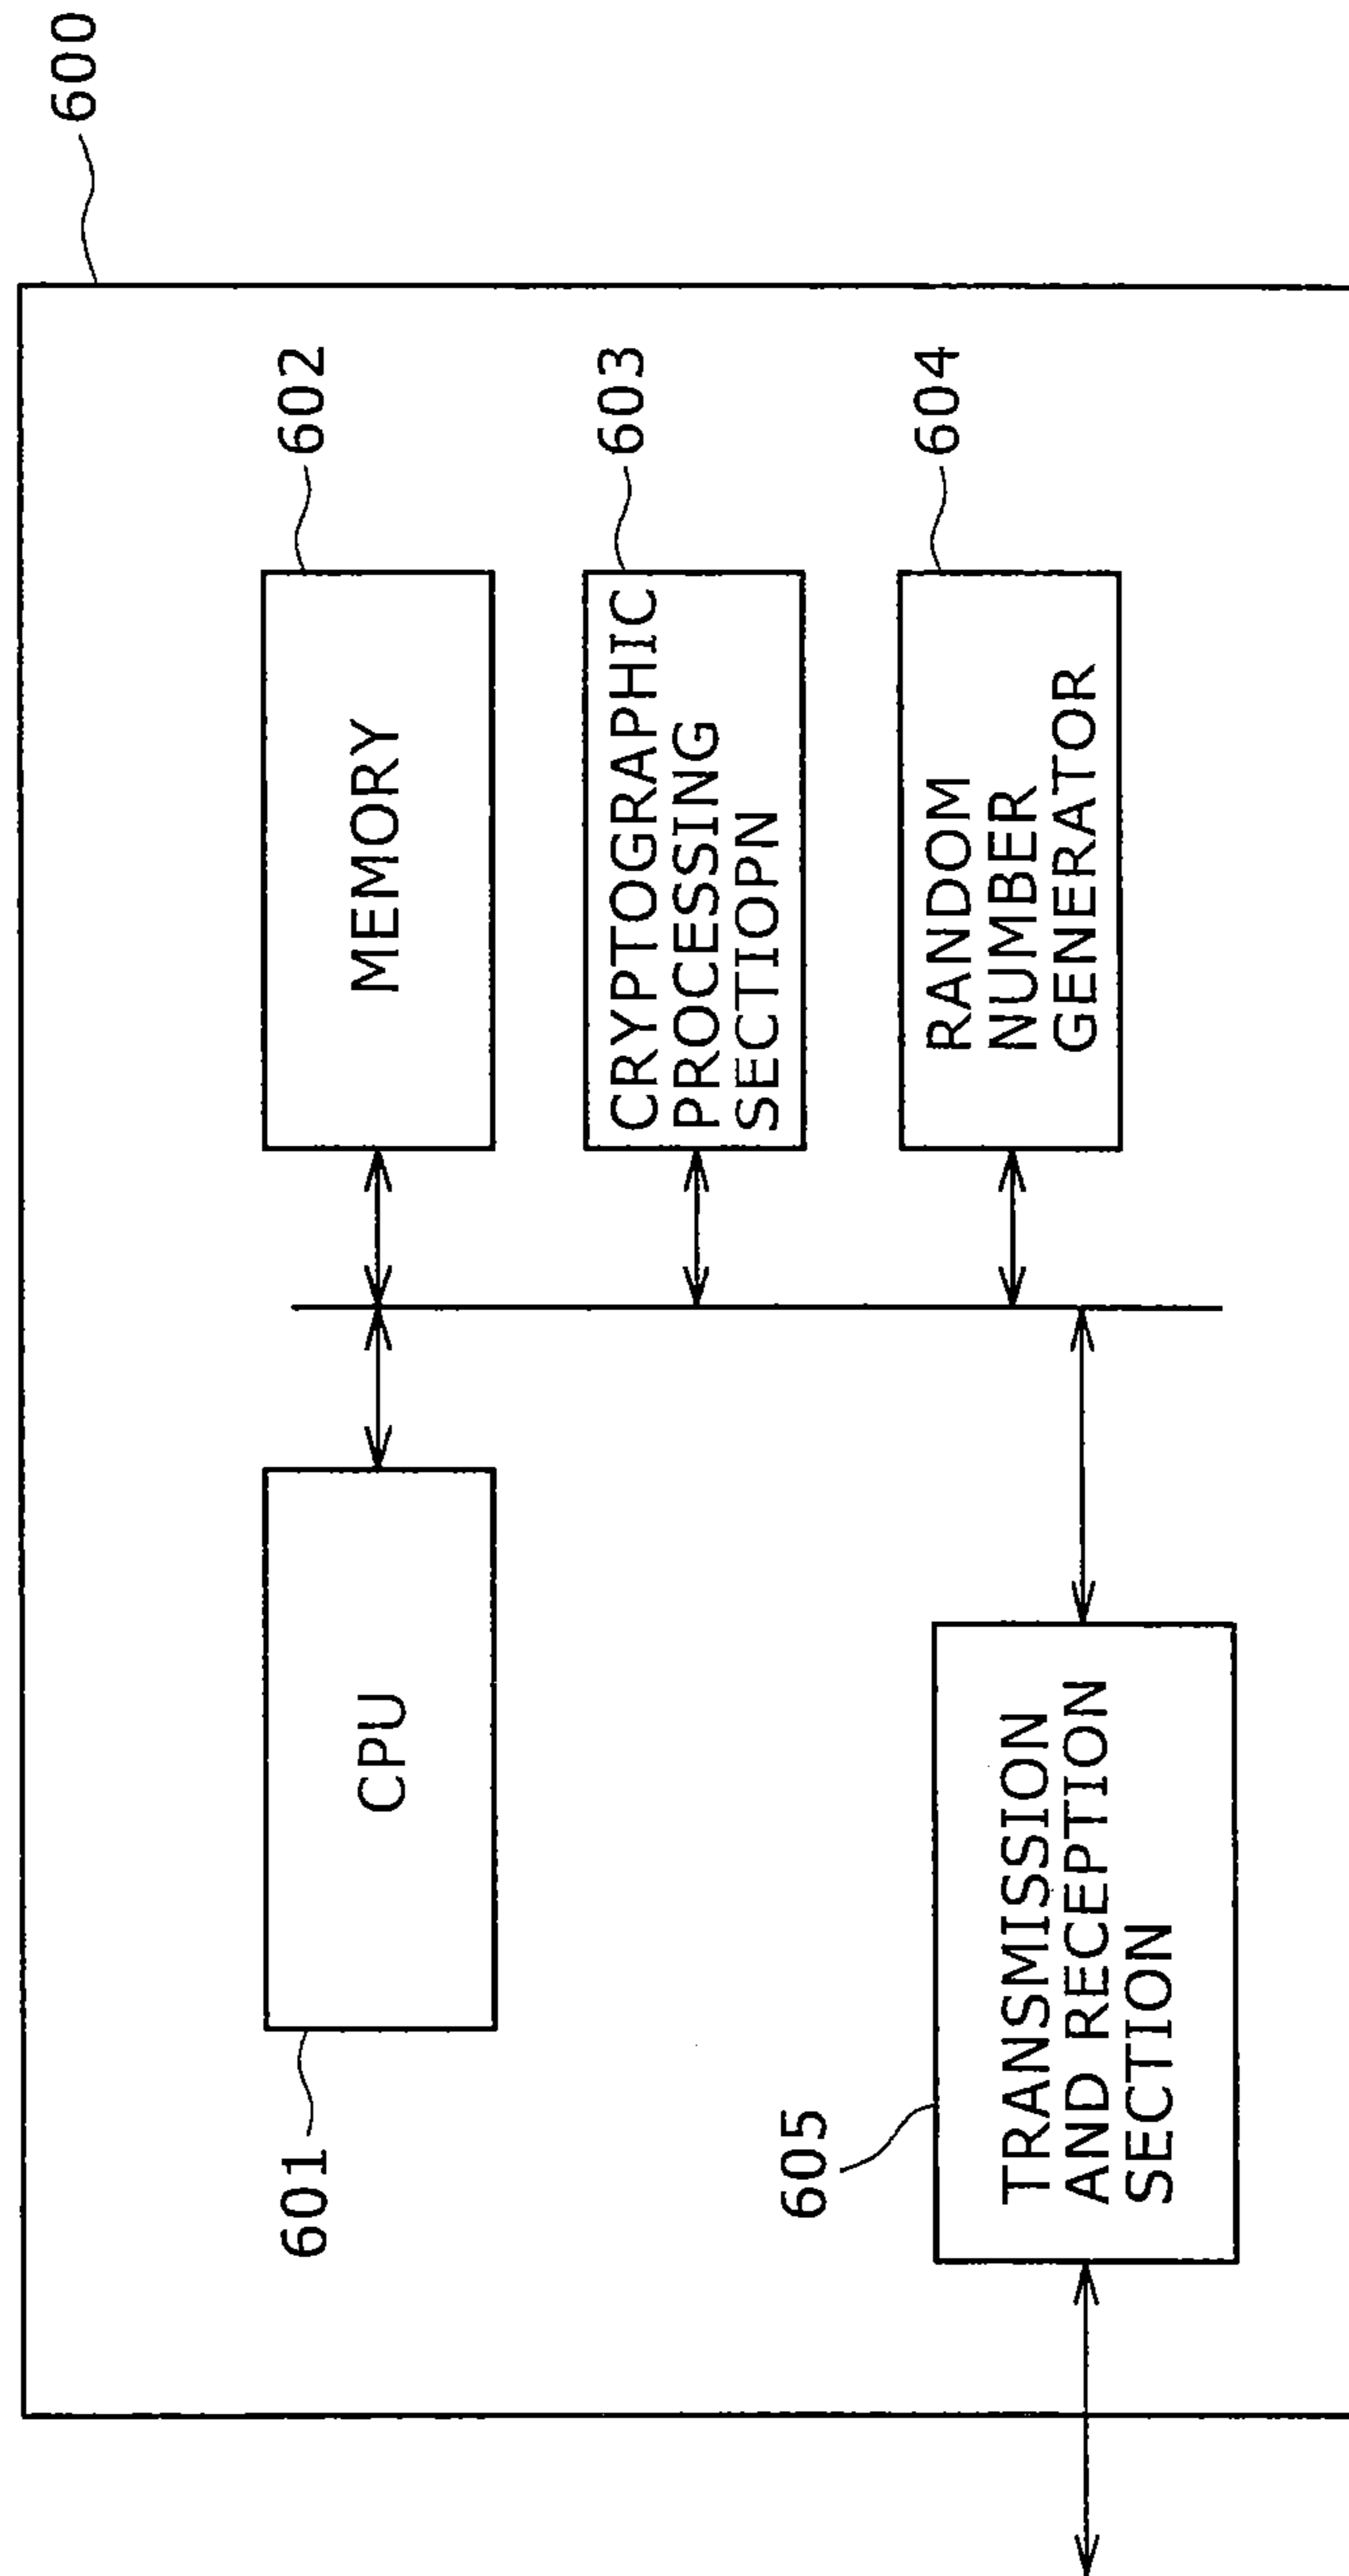 600
601
CPU
602
MEMORY
603
CRYPTOGRAPHIC
PROCESSING
SECTIOPN
604
RANDOM
NUMBER
GENERATOR
605
TRANSMISSION
AND RECEPTION
SECTION